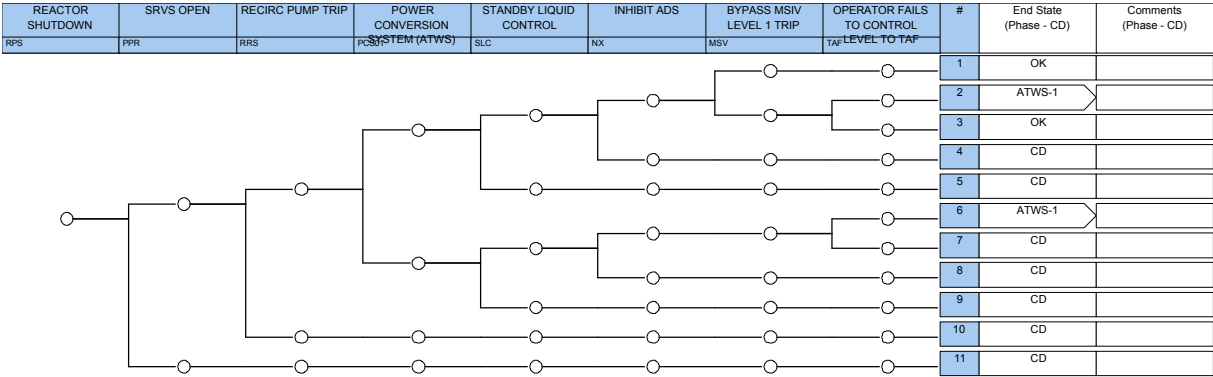 REACTOR SHUTDOWN
RPS
SRVS OPEN
PPR
RECIRC PUMP TRIP
RRS
POWER CONVERSION SYSTEM (ATWS)
PCS01
STANDBY LIQUID CONTROL
SLC
INHIBIT ADS
NX
BYPASS MSIV LEVEL 1 TRIP
MSV
OPERATOR FAILS TO CONTROL LEVEL TO TAF
TAF
#
End State (Phase - CD)
Comments (Phase - CD)
1 OK
2 ATWS-1
3 OK
4 CD
5 CD
6 ATWS-1
7 CD
8 CD
9 CD
10 CD
11 CD